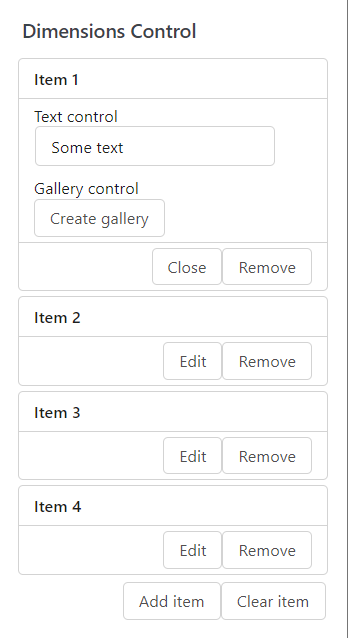 Dimensions Control
Item 1
Text control
Some text
Gallery control
Create gallery
Close Remove
Item 2
Edit Remove
Item 3
Edit Remove
Item 4
Edit Remove
Add item Clear item